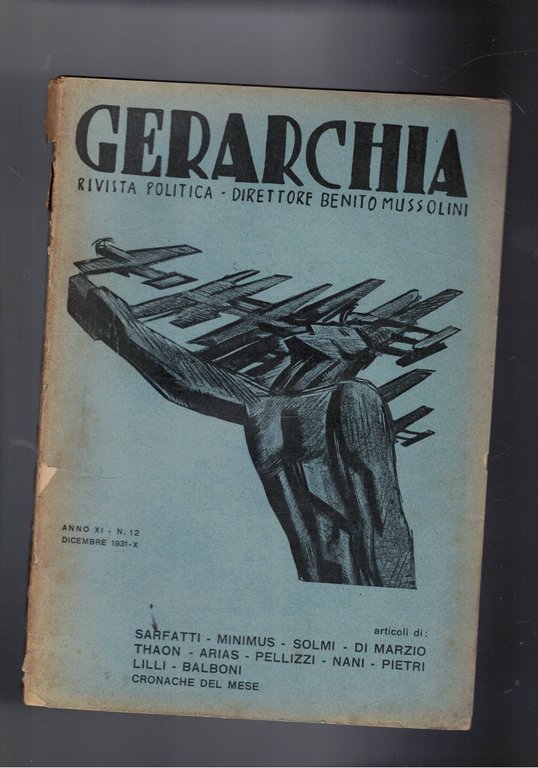 GERARCHIA
RIVISTA POLITICA - DIRETTORE BENITO MUSSOLINI
ANNO XI - N. 12
DICEMBRE 1931-X
articoli di:
SARFATTI - MINIMUS - SOLMI - DI MARZIO
THAON - ARIAS - PELLIZZI - NANI - PIETRI
LILLI - BALBONI
CRONACHE DEL MESE